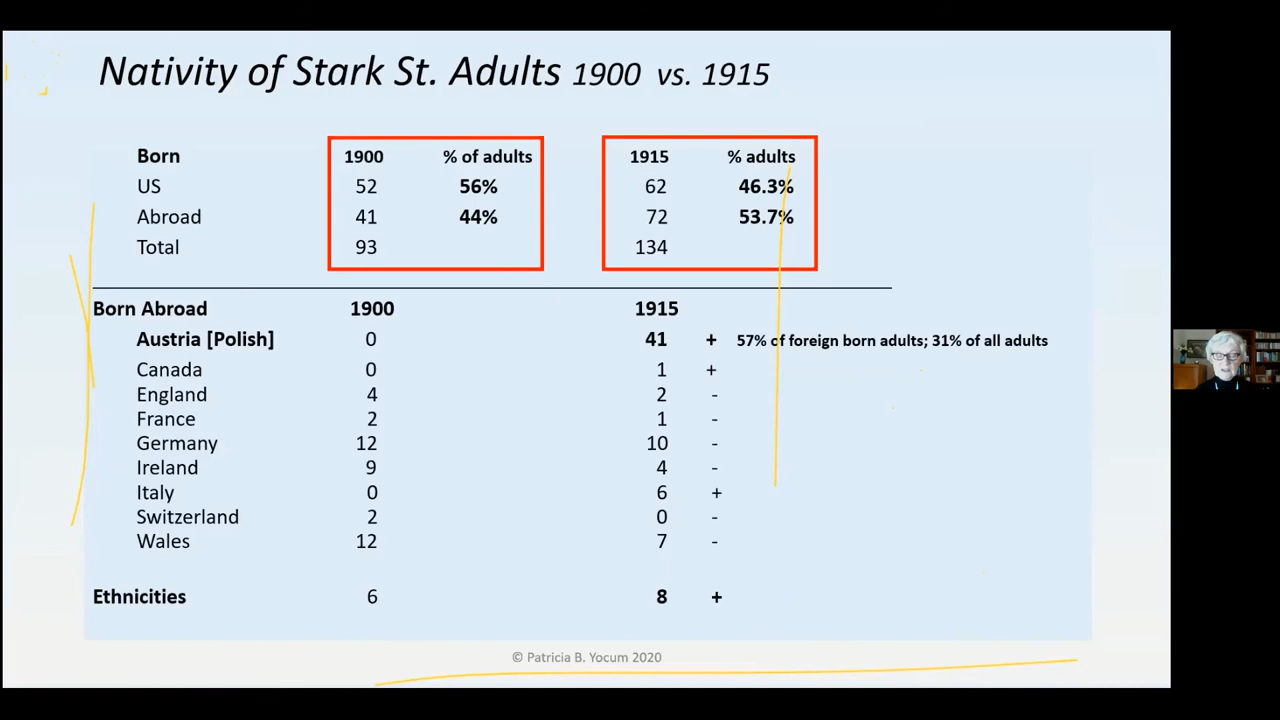 Nativity of Stark St. Adults 1900 vs. 1915
Born 1900 % of adults 1915 % adults
US 52 56% 62 46.3%
Abroad 41 44% 72 53.7%
Total 93 134
Born Abroad 1900 1915
Austria [Polish] 0 41 + 57% of foreign born adults; 31% of all adults
Canada 0 1 +
England 4 2 -
France 2 1 -
Germany 12 10 -
Ireland 9 4 -
Italy 0 6 +
Switzerland 2 0 -
Wales 12 7 -
Ethnicities 6 8 +
© Patricia B. Yocum 2020